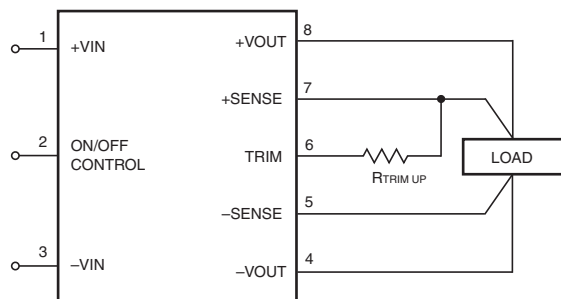 1
+VIN
2
ON/OFF
CONTROL
3
–VIN
+VOUT
8
+SENSE
7
TRIM
6
RTRIM UP
–SENSE
5
–VOUT
4
LOAD